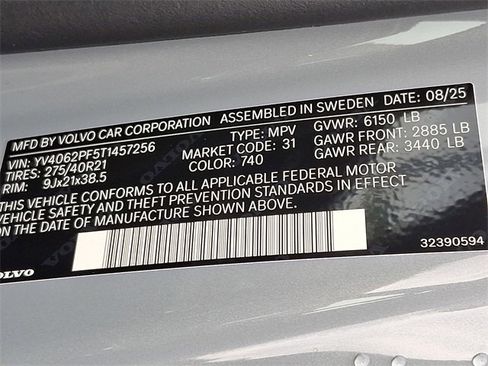 MFD BY VOLVO CAR CORPORATION ASSEMBLED IN SWEDEN DATE: 08/25
VIN: YV4062PF5T1457256 TYPE: MPV GVWR: 6150 LB
TIRES: 275/40R21 MARKET CODE: 31 GAWR FRONT: 2885 LB
RIM: 9Jx21x38.5 COLOR: 740 GAWR REAR: 3440 LB
THIS VEHICLE CONFORMS TO ALL APPLICABLE FEDERAL MOTOR
VEHICLE SAFETY AND THEFT PREVENTION STANDARDS IN EFFECT
ON THE DATE OF MANUFACTURE SHOWN ABOVE.
32390594
VOLVO